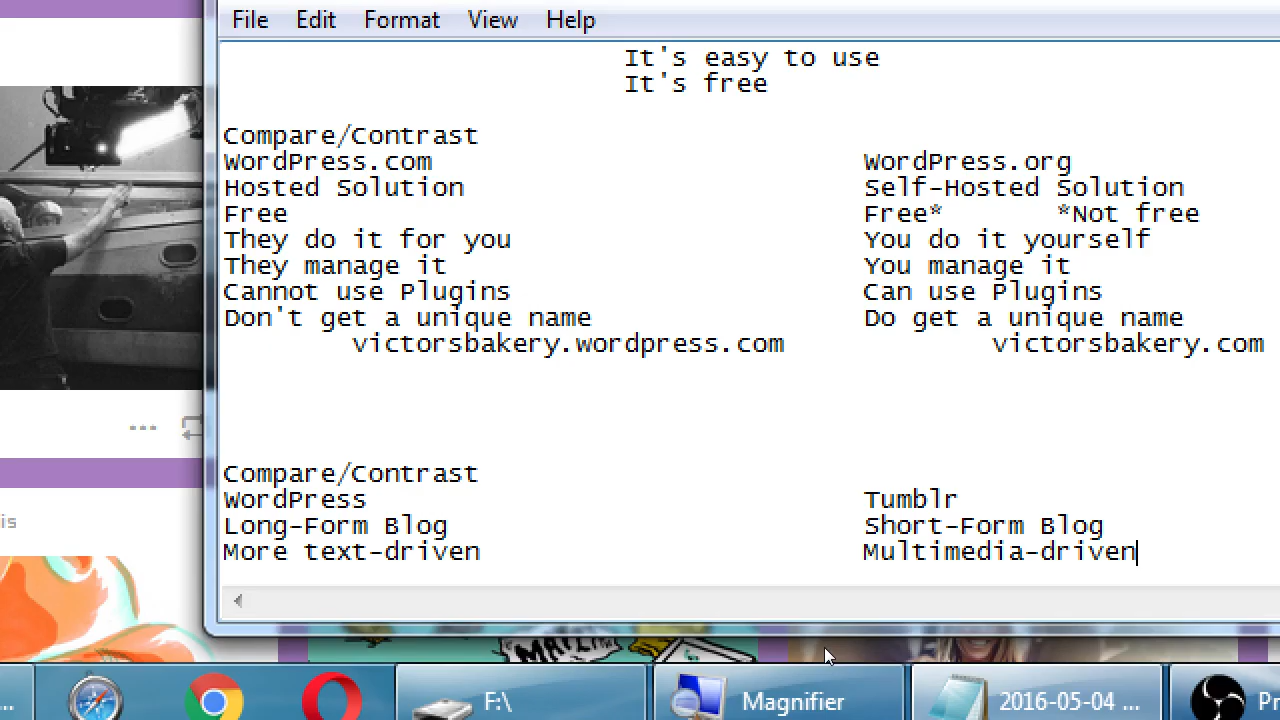 File Edit Format View Help
It's easy to use
It's free
Compare/Contrast
WordPress.com WordPress.org
Hosted Solution Self-Hosted Solution
Free Free* *Not free
They do it for you You do it yourself
They manage it You manage it
Cannot use Plugins Can use Plugins
Don't get a unique name Do get a unique name
victorsbakery.wordpress.com victorsbakery.com
Compare/Contrast
WordPress Tumblr
Long-Form Blog Short-Form Blog
is
More text-driven Multimedia-driven
... F:\ Magnifier 2016-05-04 ...